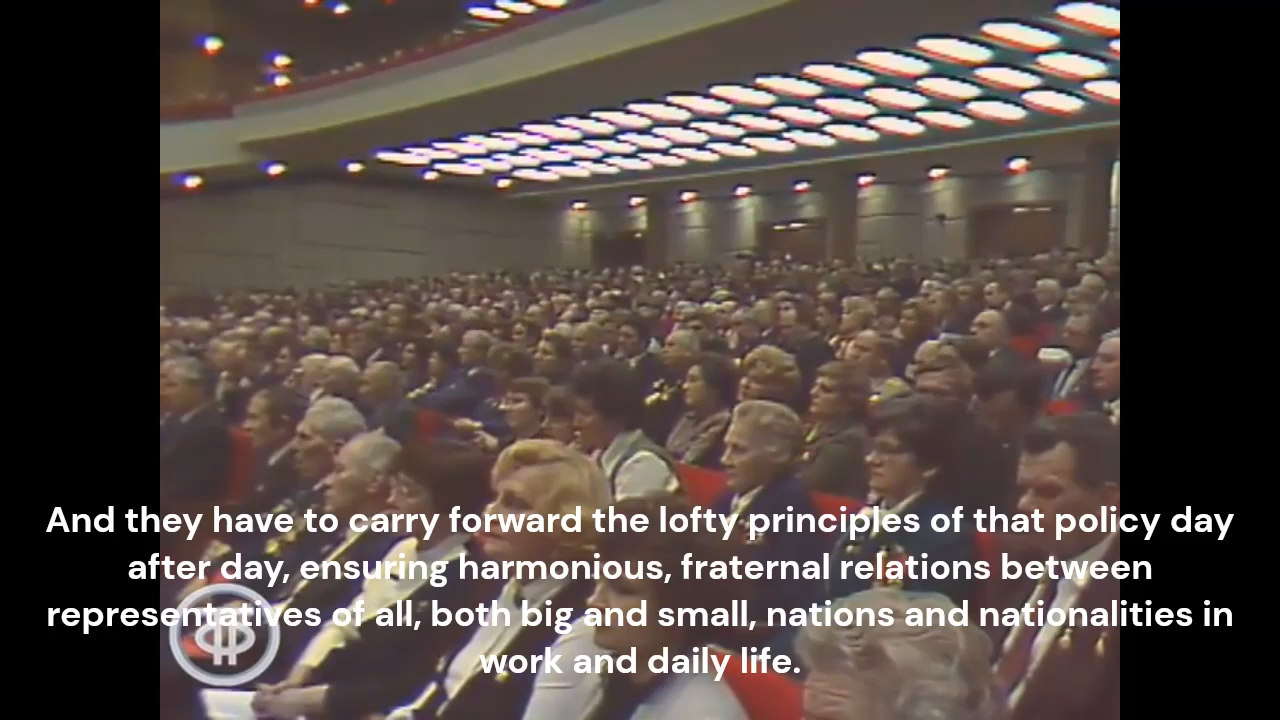 And they have to carry forward the lofty principles of that policy day
after day, ensuring harmonious, fraternal relations between
representatives of all, both big and small, nations and nationalities in
work and daily life.